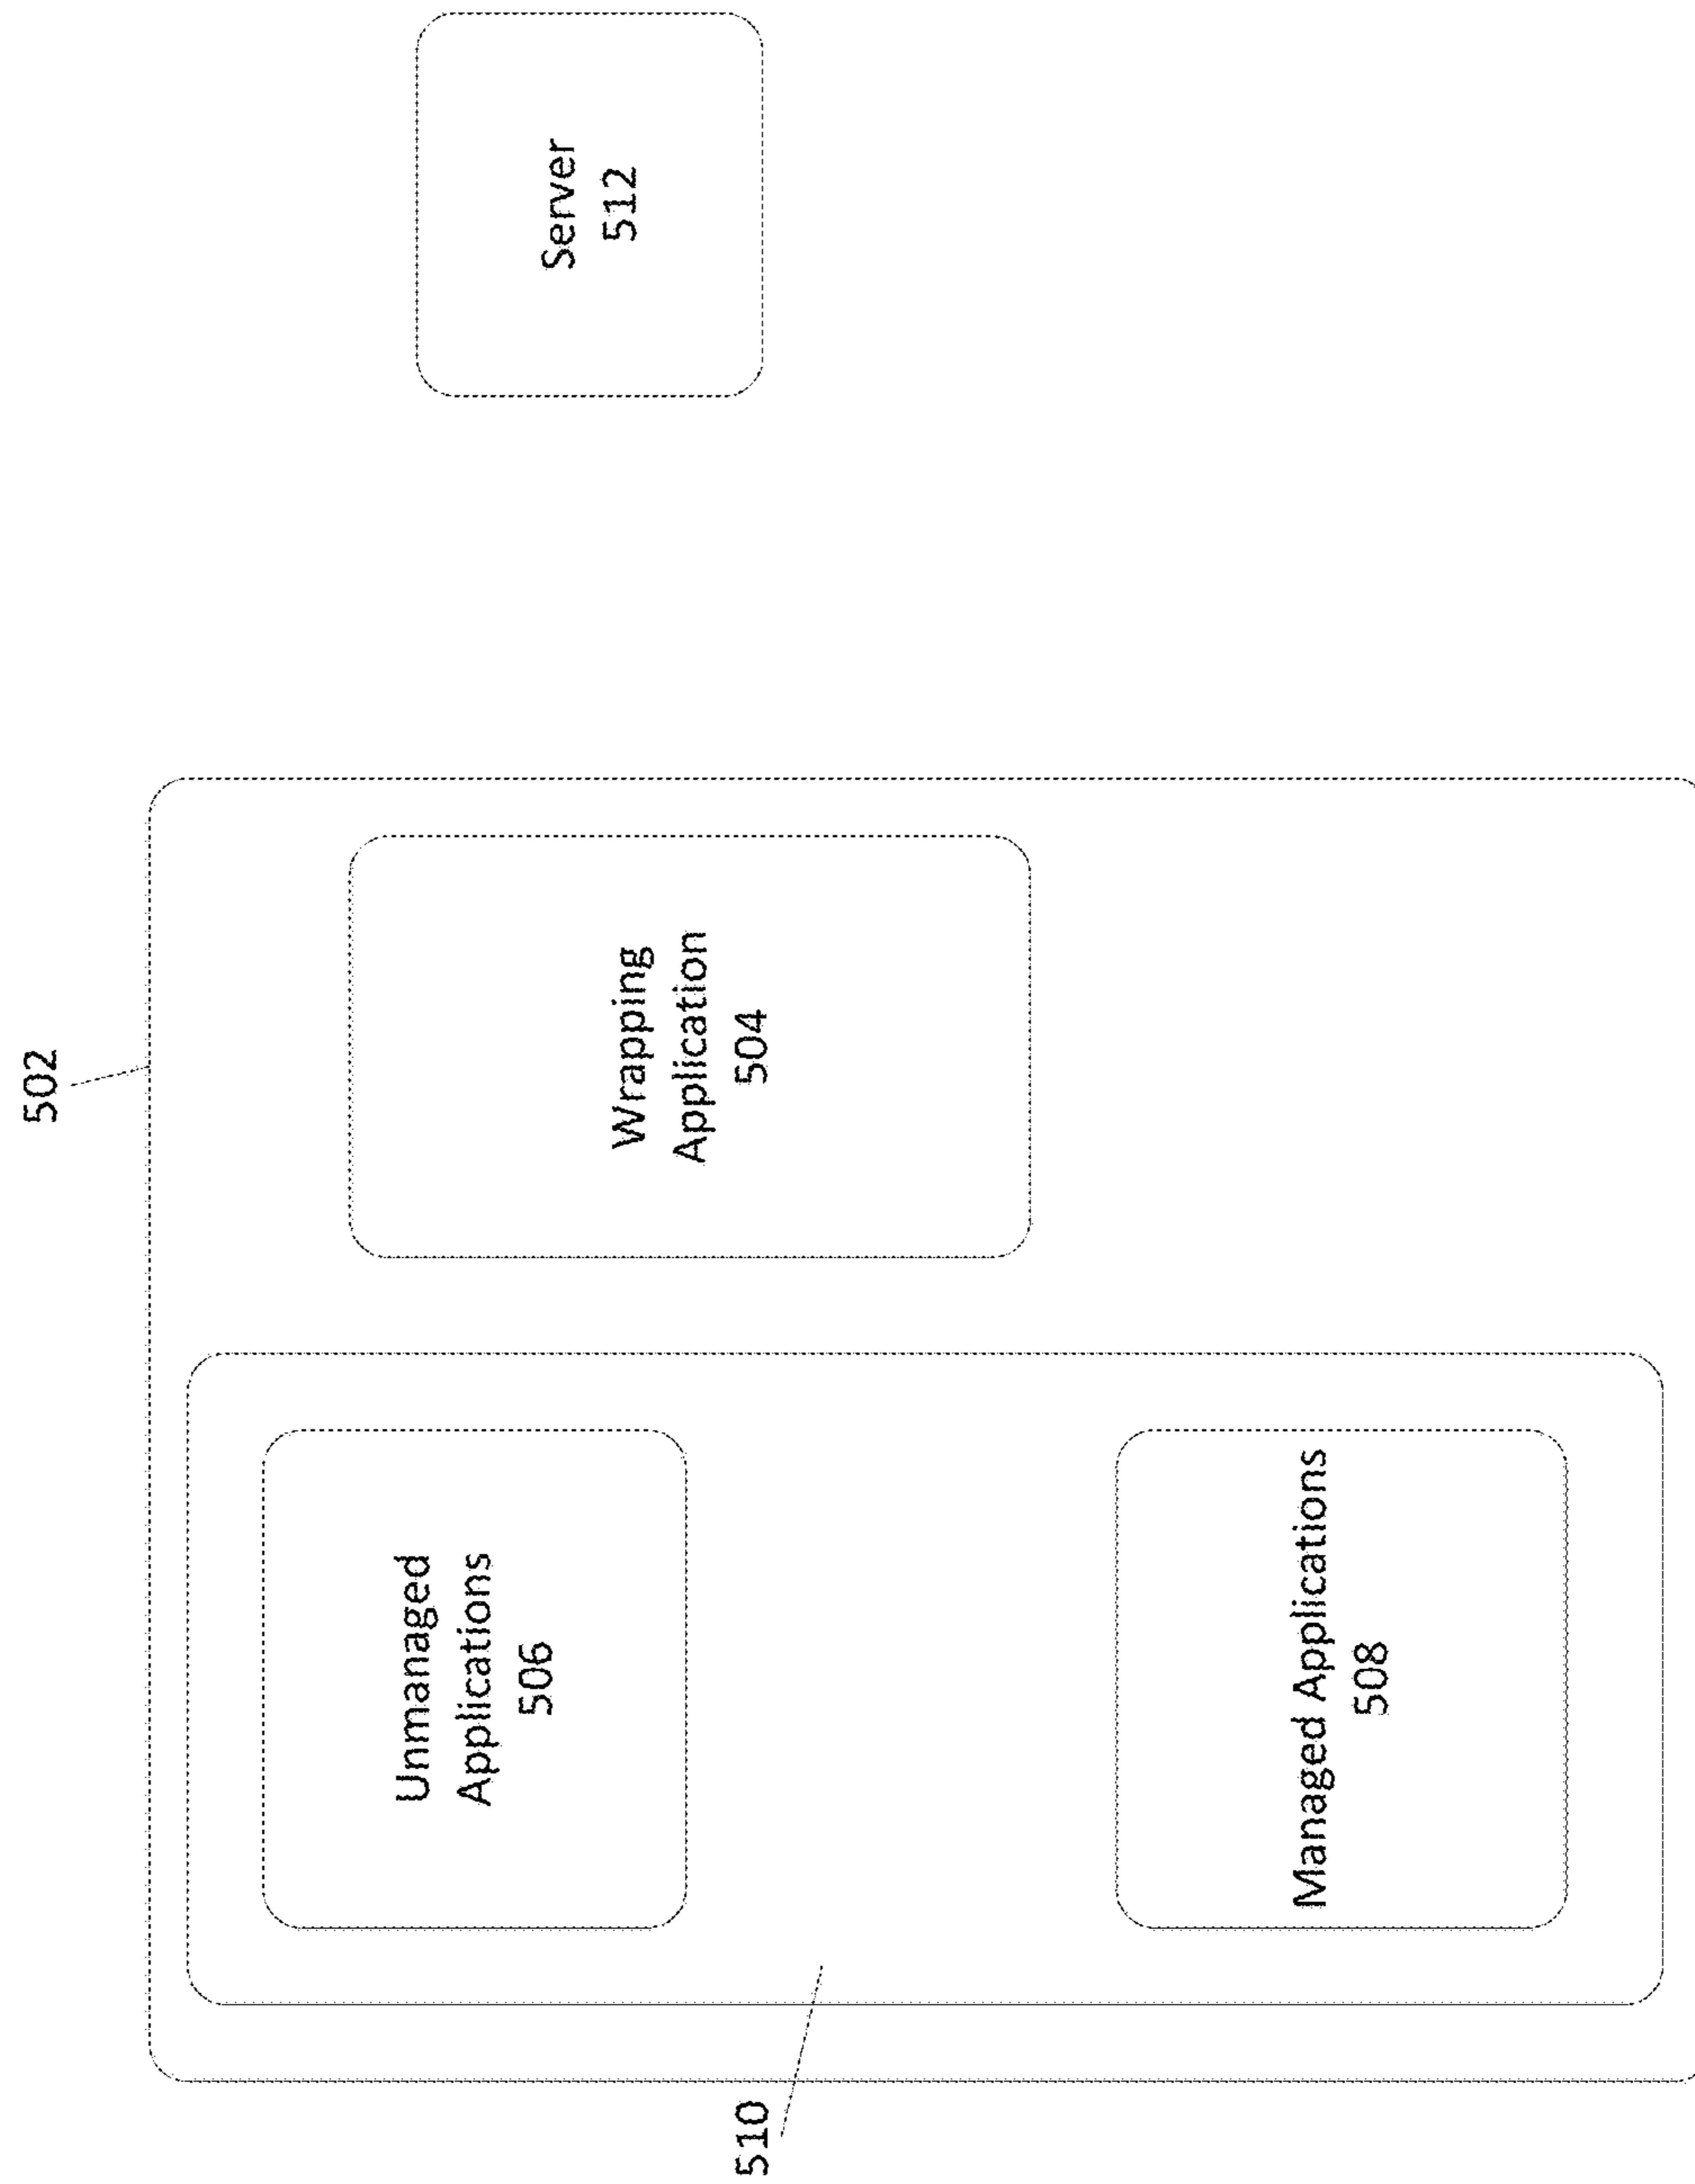 502
Unmanaged
Applications
506
Wrapping
Application
504
Server
512
Managed Applications
508
510